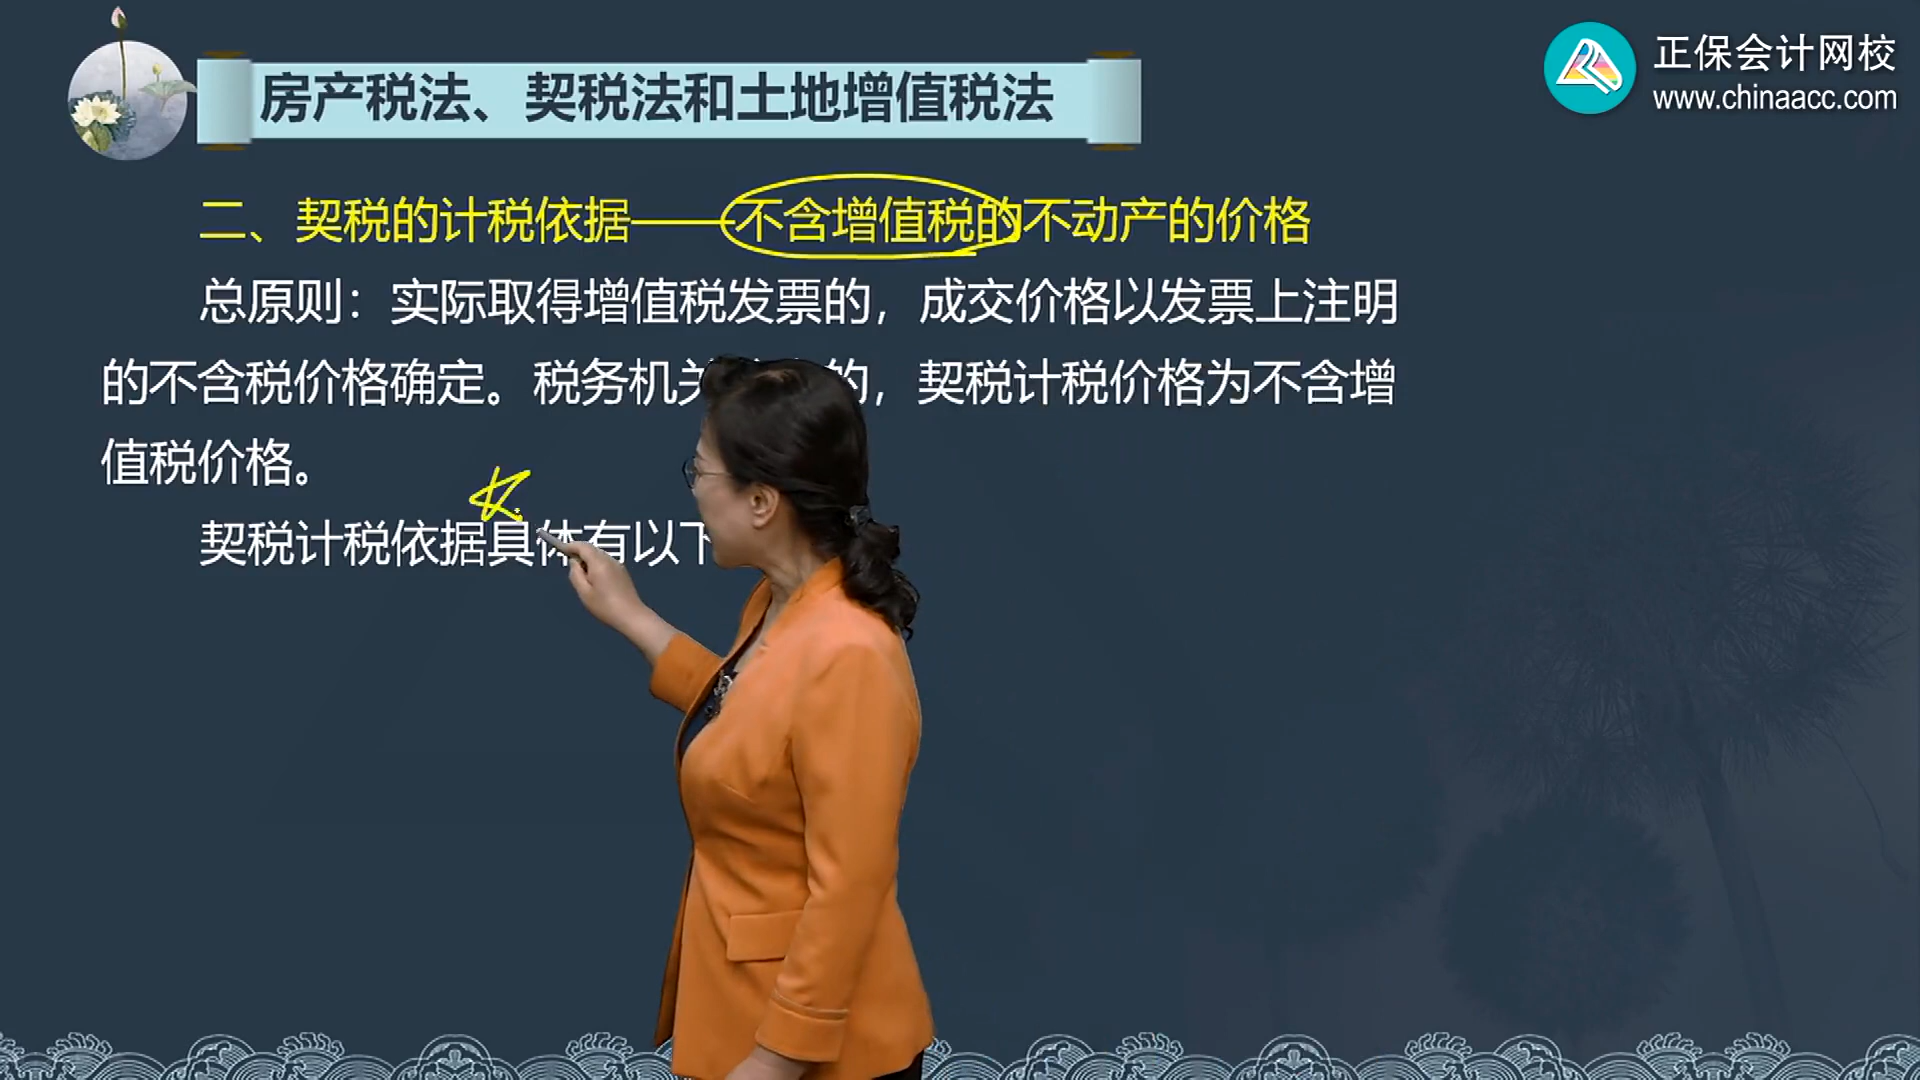 房产税法、契税法和土地增值税法
正保会计网校
www.chinaacc.com
二、契税的计税依据——不含增值税的不动产的价格
总原则：实际取得增值税发票的，成交价格以发票上注明
的不含税价格确定。税务机关 的，契税计税价格为不含增
值税价格。
契税计税依据具体有以下